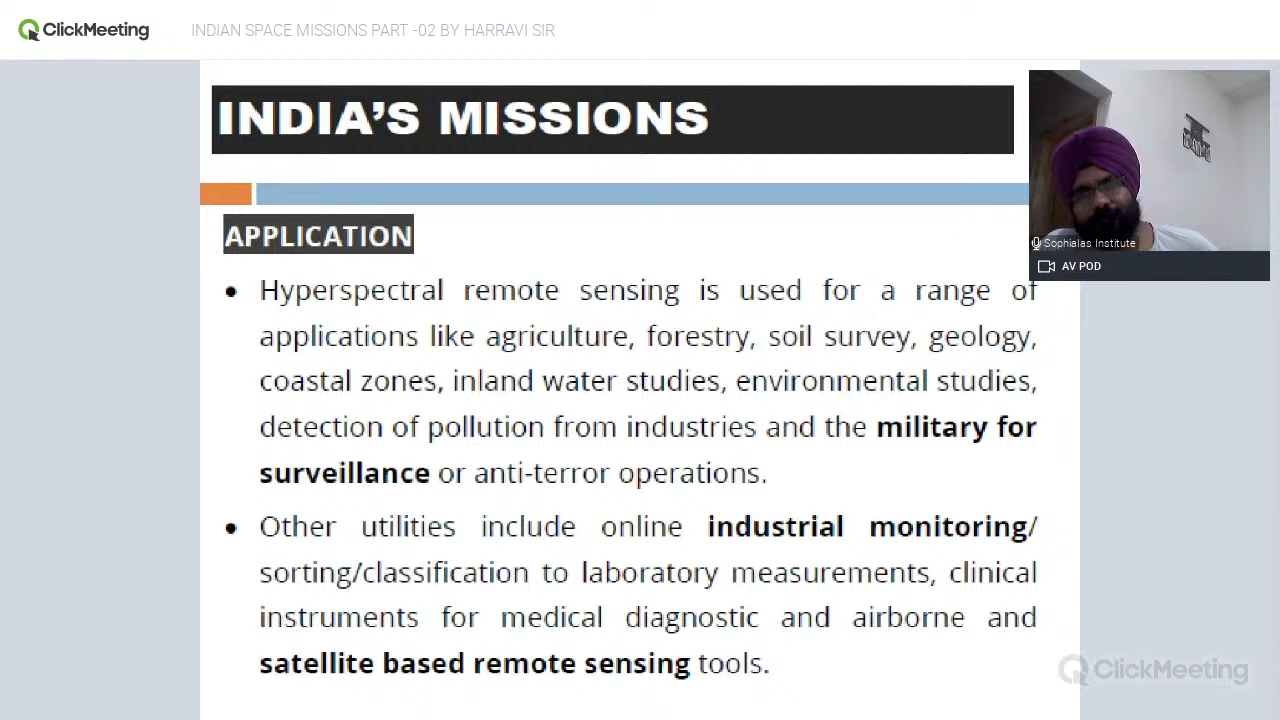 ClickMeeting
INDIAN SPACE MISSIONS PART -02 BY HARRAVI SIR
INDIA'S MISSIONS
Sophialas Institute
AV POD
APPLICATION
• Hyperspectral remote sensing is used for a range of
applications like agriculture, forestry, soil survey, geology,
coastal zones, inland water studies, environmental studies,
detection of pollution from industries and the military for
surveillance or anti-terror operations.
• Other utilities include online industrial monitoring/
sorting/classification to laboratory measurements, clinical
instruments for medical diagnostic and airborne and
satellite based remote sensing tools.
ClickMeeting